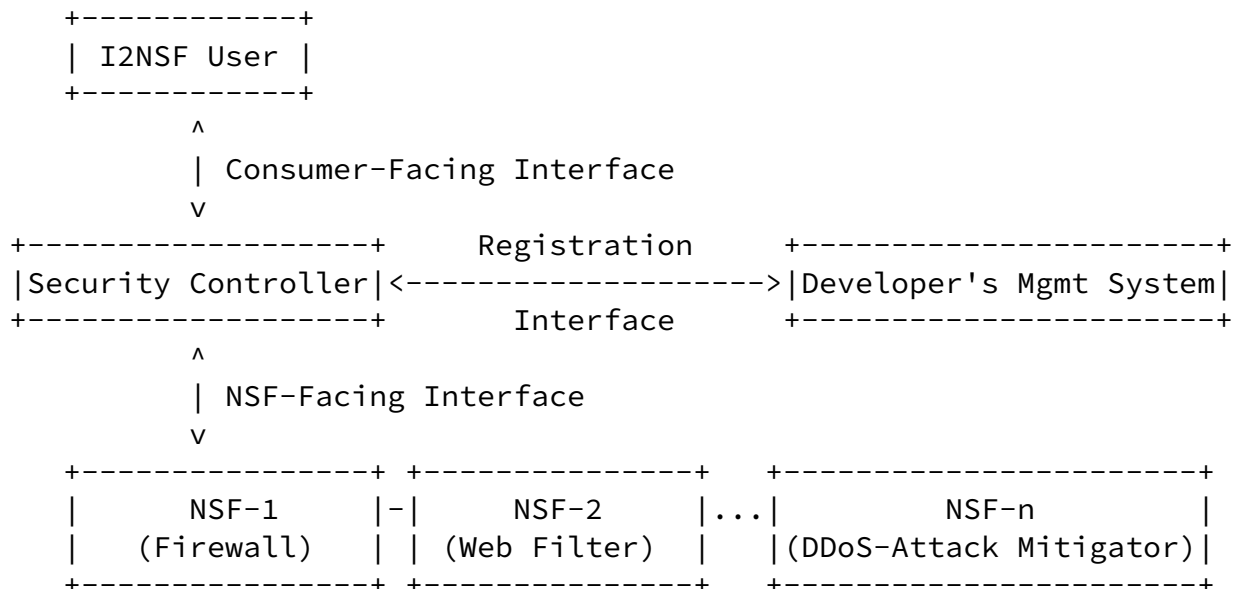 I2NSF User
Consumer-Facing Interface
Registration
Security Controller Developer's Mgmt System
Interface
NSF-Facing Interface
NSF-1 NSF-2 ... NSF-n
(Firewall) (Web Filter) (DDoS-Attack Mitigator)